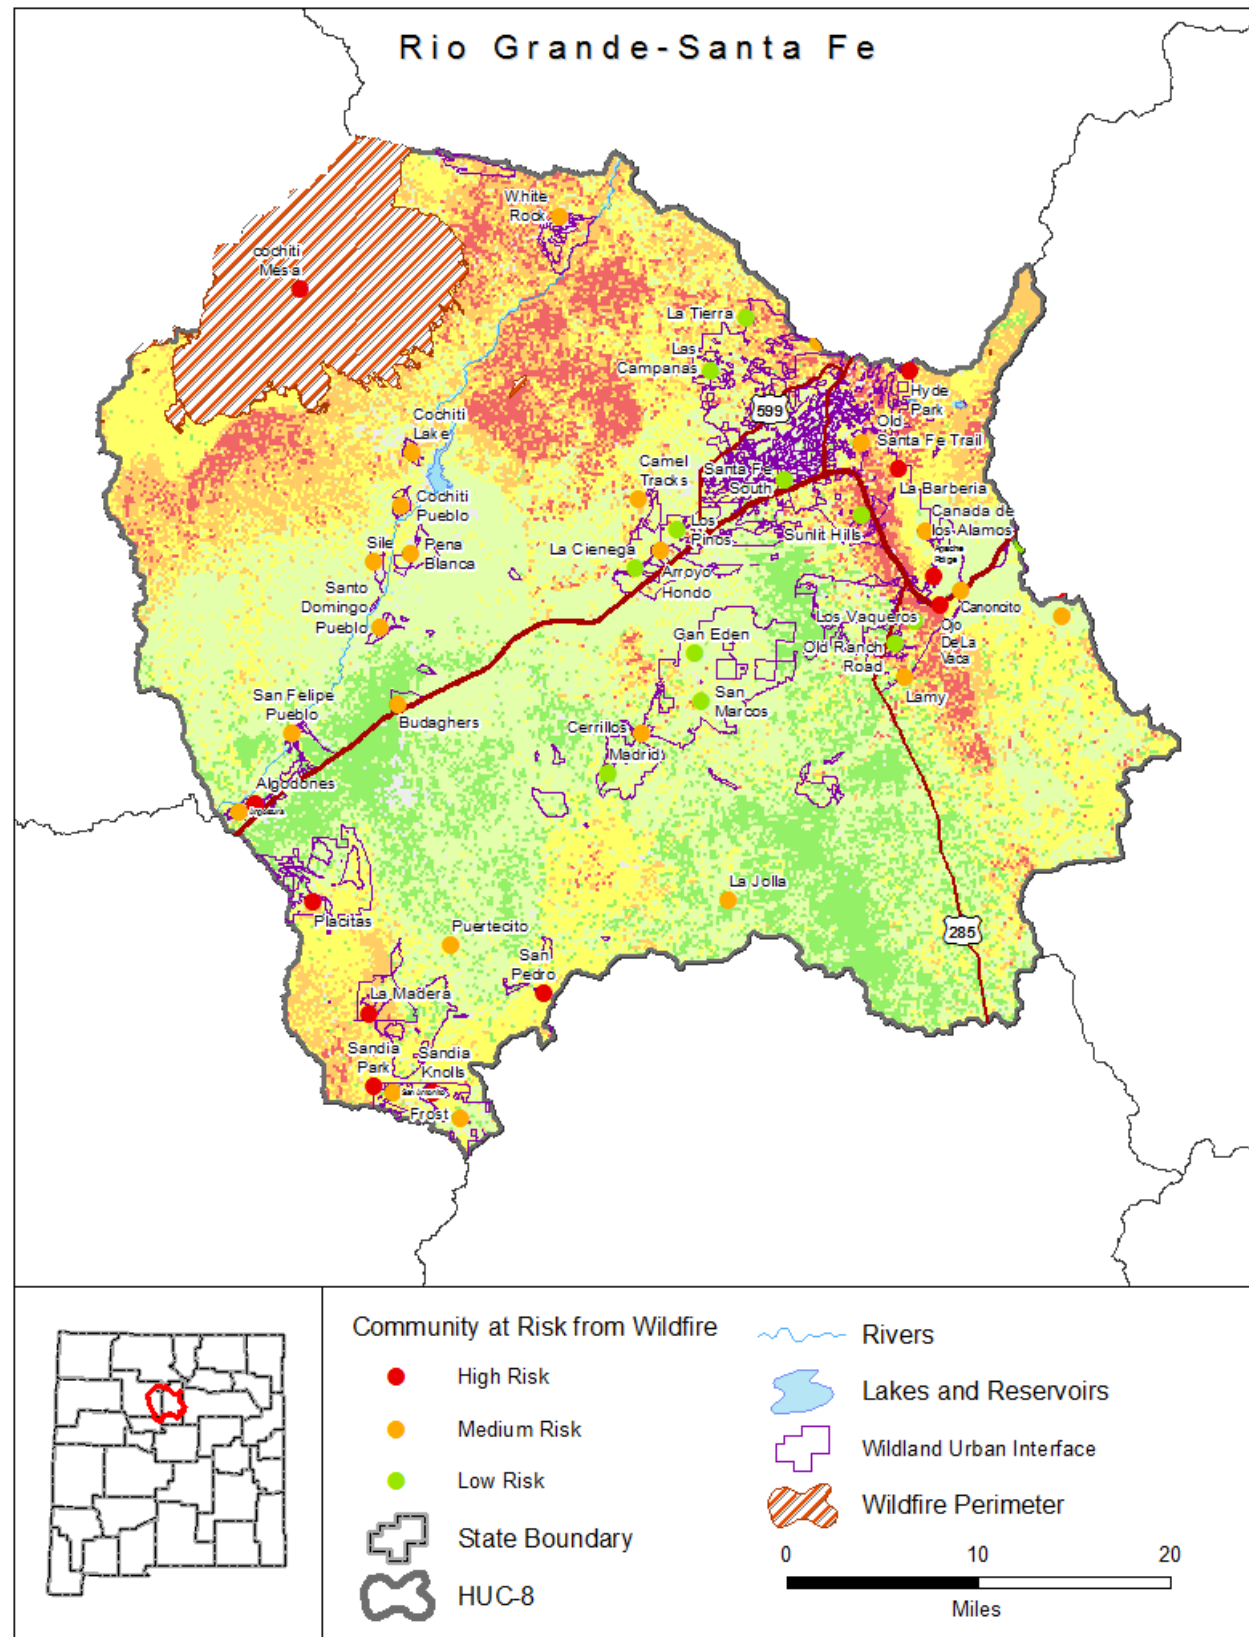 Rio Grande-Santa Fe
White
Rock
cochiti
Mesa
La Tierra
Las
Campanas
599
Hyde
Park
Old
Santa Fe Trail
Cochiti
Lake
Camel
Tracks
Santa Fe
South
La Barberia
Cochiti
Pueblo
Los
Pinos
Sunlit Hills
Canada de
los Alamos
Sile
Pena
Blanca
La Cienega
Arroyo
Hondo
Apache
Ridge
Santo
Domingo
Pueblo
Canoncito
Los Vaqueros
Ojo
De La
Vaca
Gan Eden
Old Ranch
Road
Lamy
San Felipe
Pueblo
San
Marcos
Budaghers
Cerrillos
Madrid
Algodones
La Jolla
Placitas
Puertecito
285
San
Pedro
La Madera
Sandia
Park
Sandia
Knolls
San Antonito
Frost
Community at Risk from Wildfire
High Risk
Medium Risk
Low Risk
State Boundary
HUC-8
Rivers
Lakes and Reservoirs
Wildland Urban Interface
Wildfire Perimeter
0 10 20
Miles